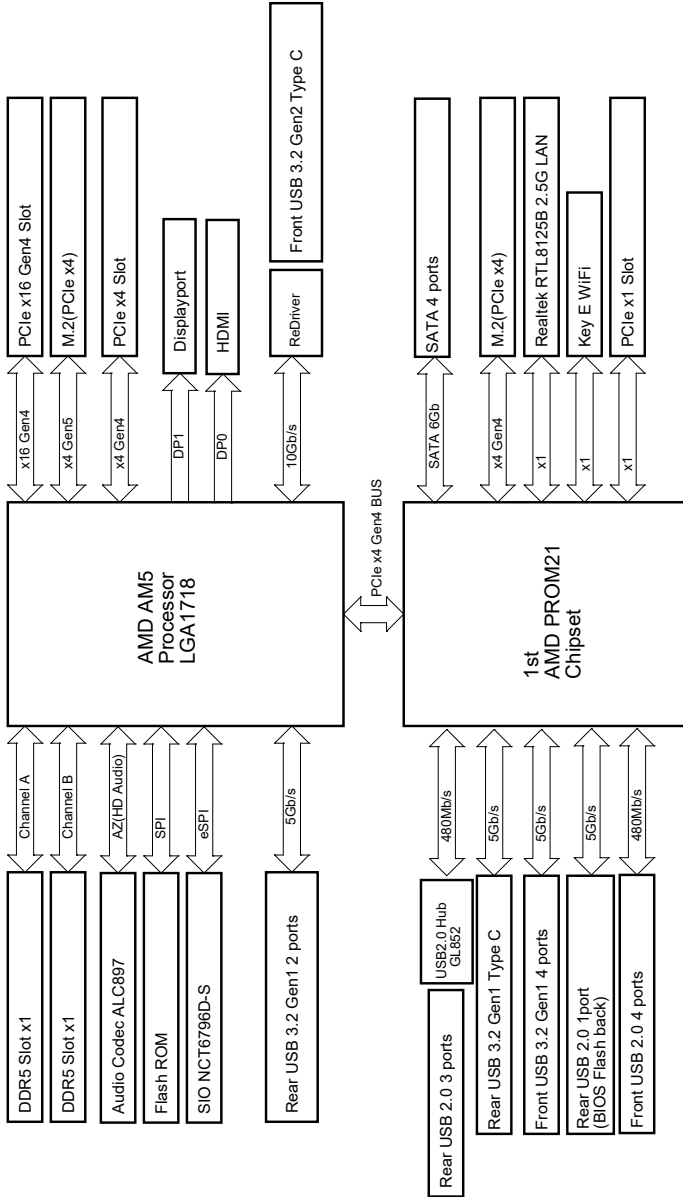 PCIe x16 Gen4 Slot
M.2(PCIe x4)
PCIe x4 Slot
Displayport
HDMI
ReDriver
Front USB 3.2 Gen2 Type C
x16 Gen4
x4 Gen5
x4 Gen4
DP1
DP0
10Gb/s
AMD AM5
Processor
LGA1718
Channel A
Channel B
AZ(HD Audio)
SPI
eSPI
5Gb/s
DDR5 Slot x1
DDR5 Slot x1
Audio Codec ALC897
Flash ROM
SIO NCT6796D-S
Rear USB 3.2 Gen1 2 ports
PCIe x4 Gen4 BUS
SATA 4 ports
M.2(PCIe x4)
Realtek RTL8125B 2.5G LAN
Key E WiFi
PCIe x1 Slot
SATA 6Gb
x4 Gen4
x1
x1
x1
1st
AMD PROM21
Chipset
480Mb/s
5Gb/s
5Gb/s
5Gb/s
480Mb/s
USB2.0 Hub
GL852
Rear USB 2.0 3 ports
Rear USB 3.2 Gen1 Type C
Front USB 3.2 Gen1 4 ports
Rear USB 2.0 1port
(BIOS Flash back)
Front USB 2.0 4 ports